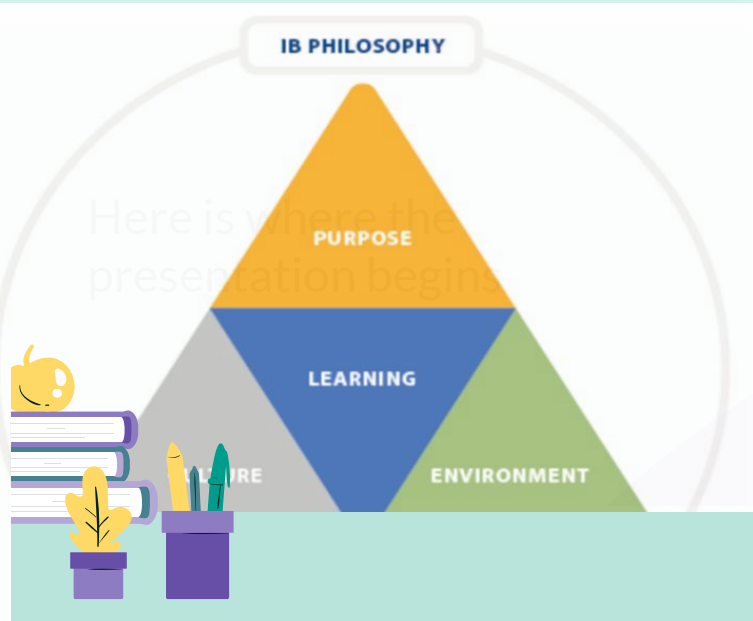 IB PHILOSOPHY
Here is where the
PURPOSE
presentation begins
LEARNING
ENVIRONMENT